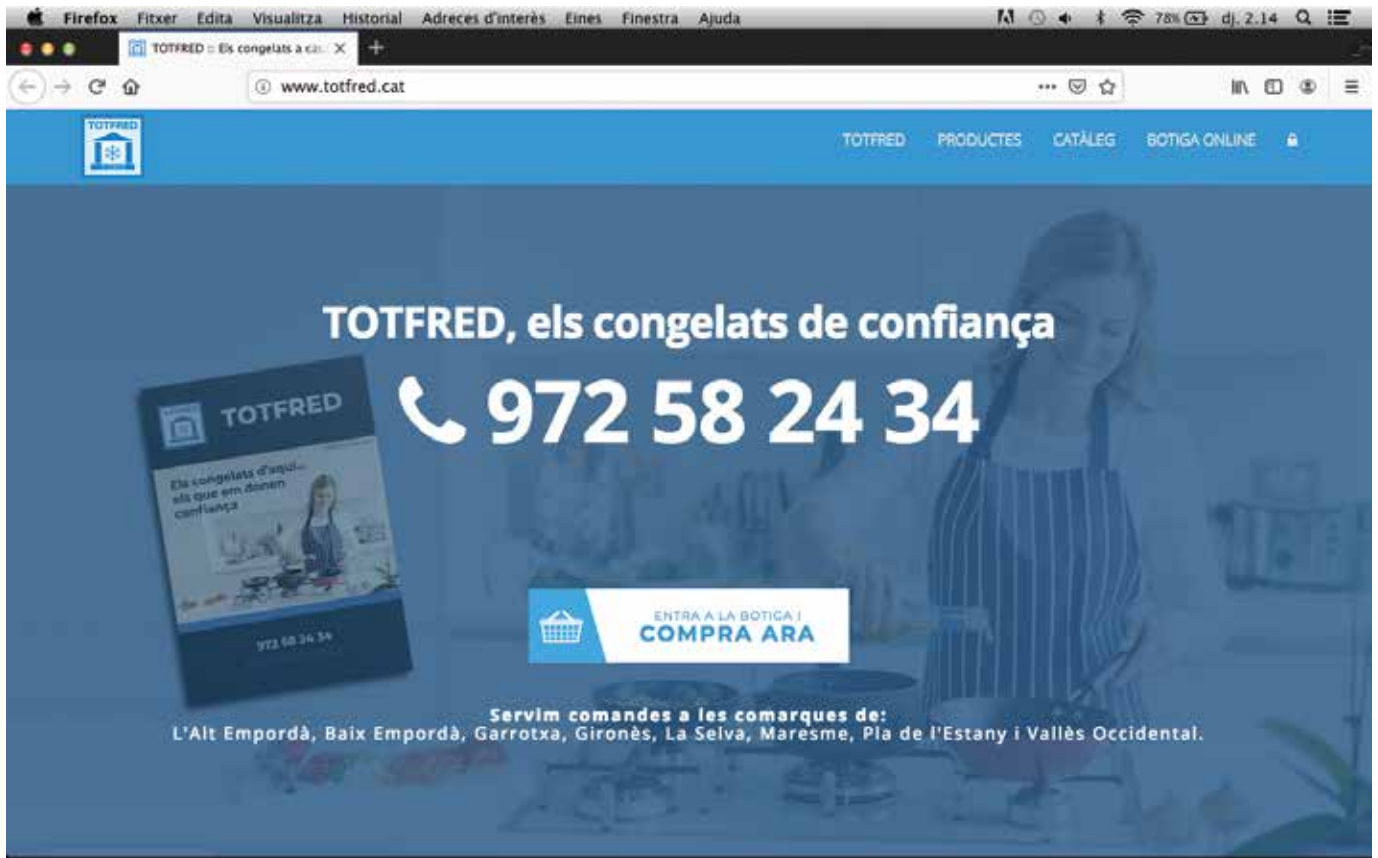 Firefox Fitxer Edita Visualitza Historial Adreces d'interès Eines Finestra Ajuda 78% dj. 2.14
TOTFRED :: Els congelats a ca
www.totfred.cat
TOTFRED
TOTFRED PRODUCTES CATÀLEG BOTIGA ONLINE
TOTFRED, els congelats de confiança
972 58 24 34
TOTFRED
Els congelats d'aquí...
els que em donen
confiança
972 58 24 34
ENTRA A LA BOTIGA I
COMPRA ARA
Servim comandes a les comarques de:
L'Alt Empordà, Baix Empordà, Garrotxa, Gironès, La Selva, Maresme, Pla de l'Estany i Vallès Occidental.